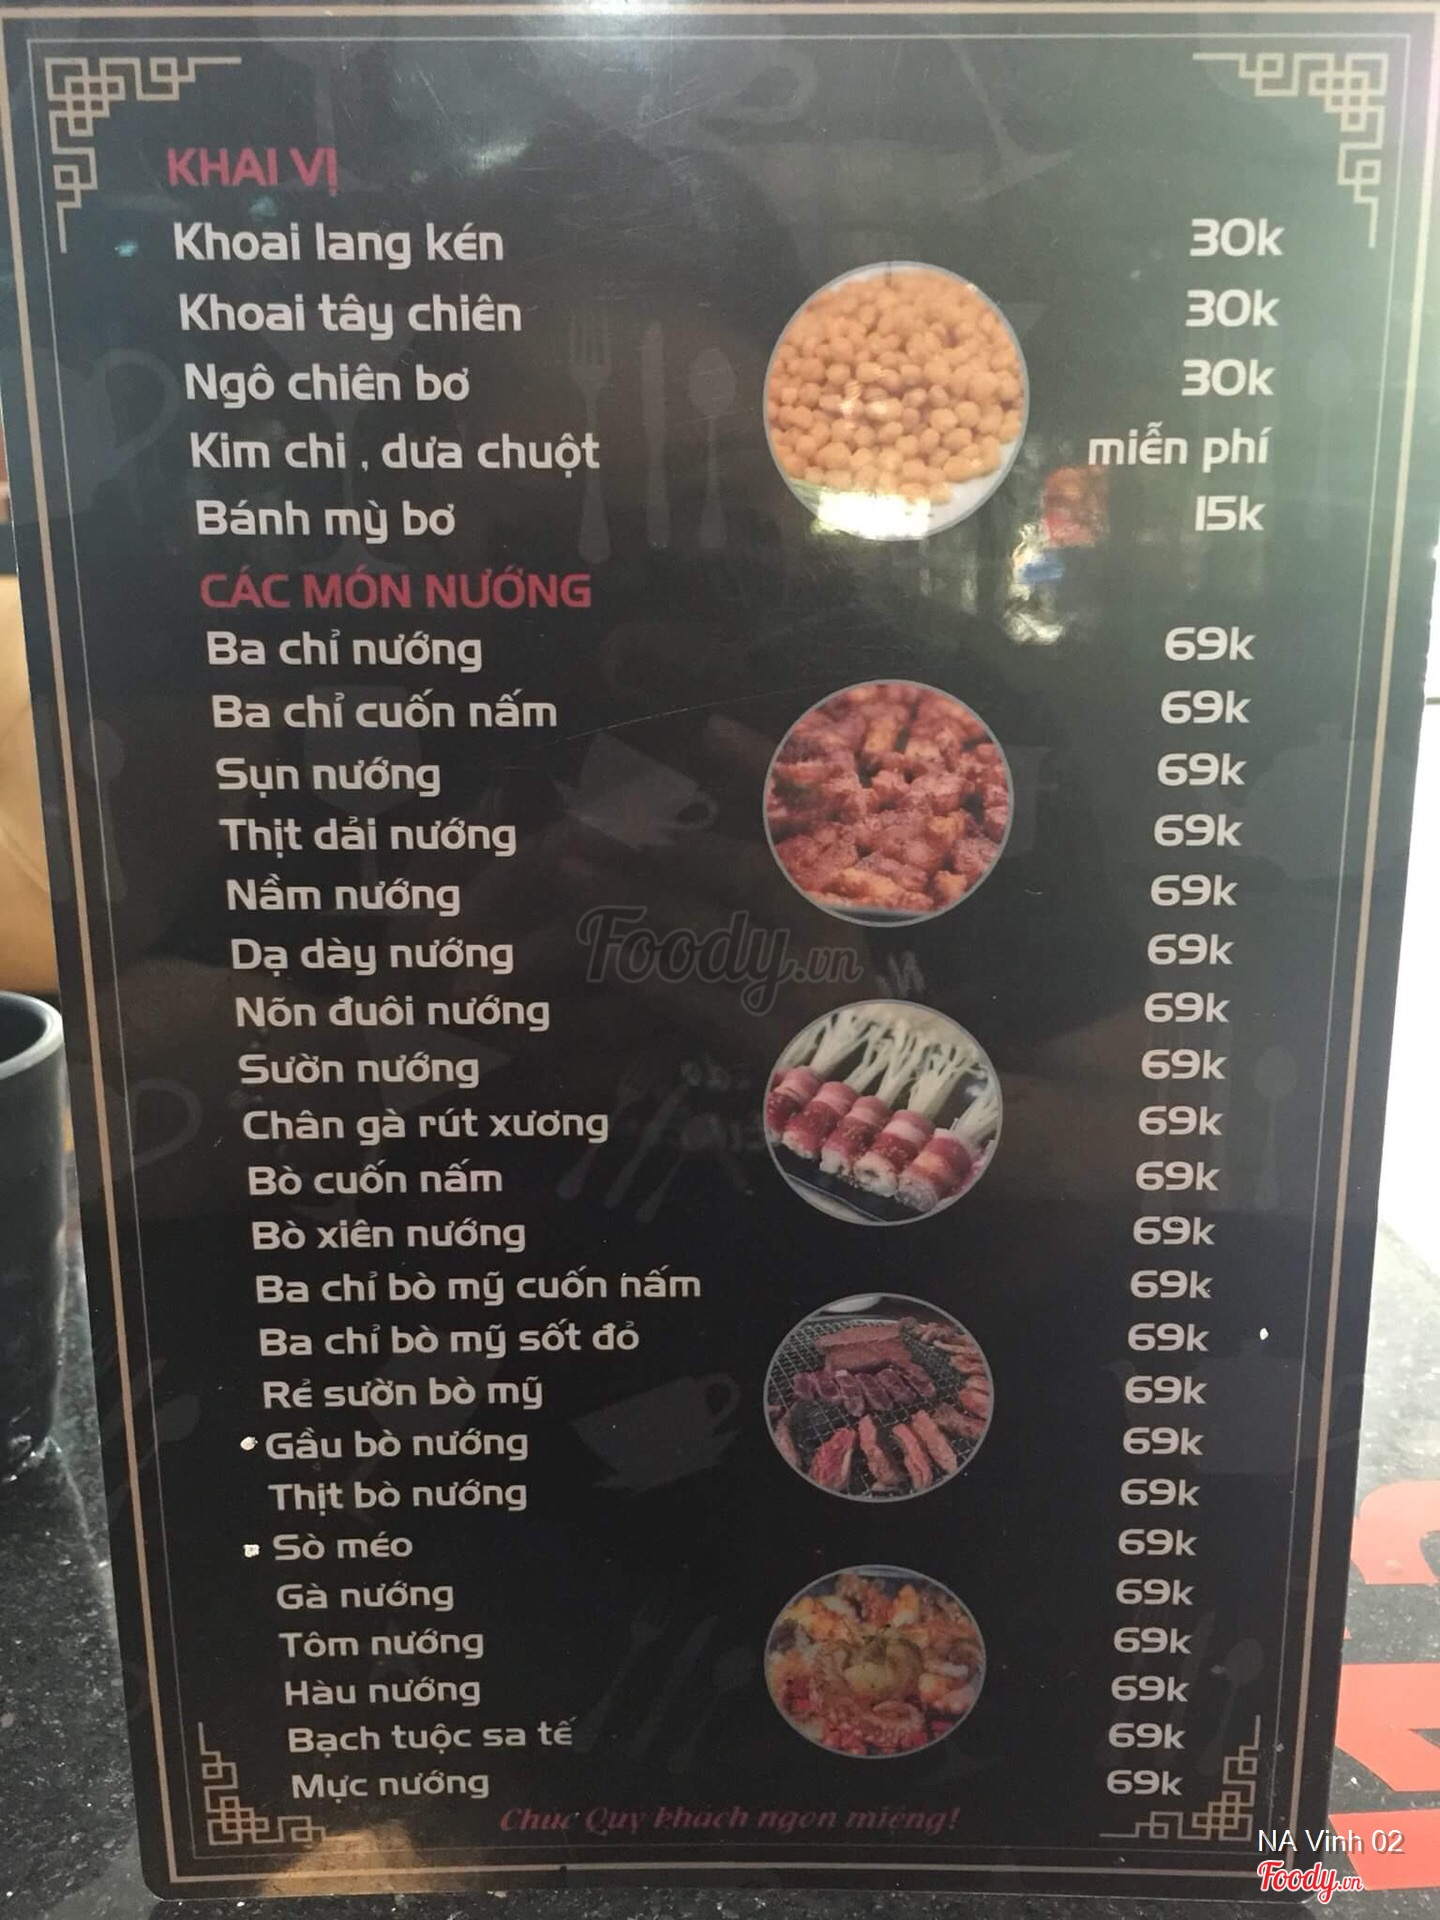 KHAI VỊ
Khoai lang kén 30k
Khoai tây chiên 30k
Ngô chiên bơ 30k
Kim chi , dưa chuột miễn phí
Bánh mỳ bơ 15k
CÁC MÓN NƯỚNG
Ba chỉ nướng 69k
Ba chỉ cuốn nấm 69k
Sụn nướng 69k
Thịt dải nướng 69k
Nầm nướng 69k
Dạ dày nướng 69k
Nõn đuôi nướng 69k
Sườn nướng 69k
Chân gà rút xương 69k
Bò cuốn nấm 69k
Bò xiên nướng 69k
Ba chỉ bò mỹ cuốn nấm 69k
Ba chỉ bò mỹ sốt đỏ 69k
Rẻ sườn bò mỹ 69k
Gầu bò nướng 69k
Thịt bò nướng 69k
Sò méo 69k
Gà nướng 69k
Tôm nướng 69k
Hàu nướng 69k
Bạch tuộc sa tế 69k
Mực nướng 69k
Chúc Quý khách ngon miệng!
Foody.vn
NA Vinh 02
Foody.vn